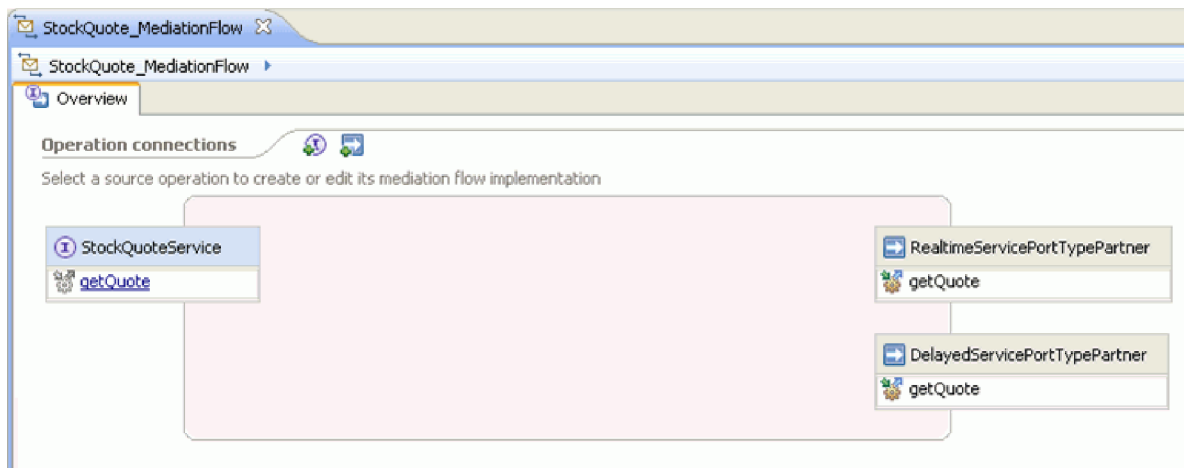 StockQuote_MediationFlow
StockQuote_MediationFlow
Overview
Operation connections
Select a source operation to create or edit its mediation flow implementation
StockQuoteService
getQuote
RealtimeServicePortTypePartner
getQuote
DelayedServicePortTypePartner
getQuote